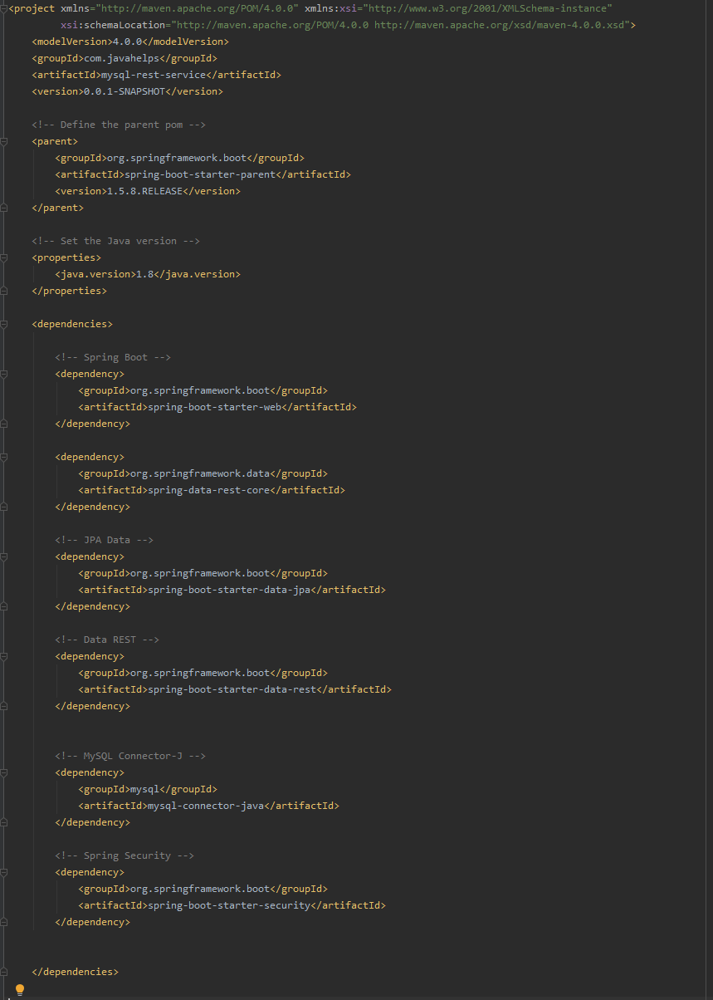 <project xmlns="http://maven.apache.org/POM/4.0.0" xmlns:xsi="http://www.w3.org/2001/XMLSchema-instance"
xsi:schemaLocation="http://maven.apache.org/POM/4.0.0 http://maven.apache.org/xsd/maven-4.0.0.xsd">
<modelVersion>4.0.0</modelVersion>
<groupId>com.javahelps</groupId>
<artifactId>mysql-rest-service</artifactId>
<version>0.0.1-SNAPSHOT</version>
<!-- Define the parent pom -->
<parent>
<groupId>org.springframework.boot</groupId>
<artifactId>spring-boot-starter-parent</artifactId>
<version>1.5.8.RELEASE</version>
</parent>
<!-- Set the Java version -->
<properties>
<java.version>1.8</java.version>
</properties>
<dependencies>
<!-- Spring Boot -->
<dependency>
<groupId>org.springframework.boot</groupId>
<artifactId>spring-boot-starter-web</artifactId>
</dependency>
<dependency>
<groupId>org.springframework.data</groupId>
<artifactId>spring-data-rest-core</artifactId>
</dependency>
<!-- JPA Data -->
<dependency>
<groupId>org.springframework.boot</groupId>
<artifactId>spring-boot-starter-data-jpa</artifactId>
</dependency>
<!-- Data REST -->
<dependency>
<groupId>org.springframework.boot</groupId>
<artifactId>spring-boot-starter-data-rest</artifactId>
</dependency>
<!-- MySQL Connector-J -->
<dependency>
<groupId>mysql</groupId>
<artifactId>mysql-connector-java</artifactId>
</dependency>
<!-- Spring Security -->
<dependency>
<groupId>org.springframework.boot</groupId>
<artifactId>spring-boot-starter-security</artifactId>
</dependency>
</dependencies>